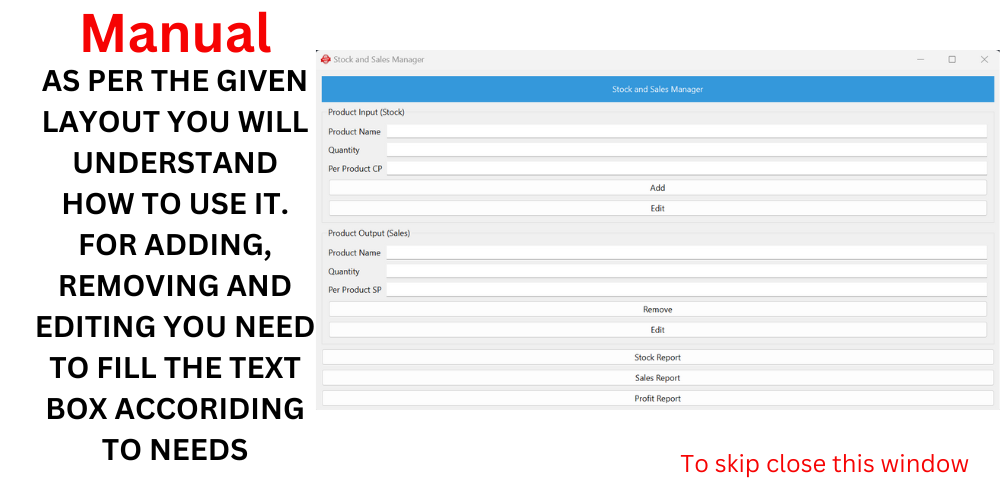 Manual
AS PER THE GIVEN
LAYOUT YOU WILL
UNDERSTAND
HOW TO USE IT.
FOR ADDING,
REMOVING AND
EDITING YOU NEED
TO FILL THE TEXT
BOX ACCORIDING
TO NEEDS
Stock and Sales Manager
Stock and Sales Manager
Product Input (Stock)
Product Name
Quantity
Per Product CP
Add
Edit
Product Output (Sales)
Product Name
Quantity
Per Product SP
Remove
Edit
Stock Report
Sales Report
Profit Report
To skip close this window